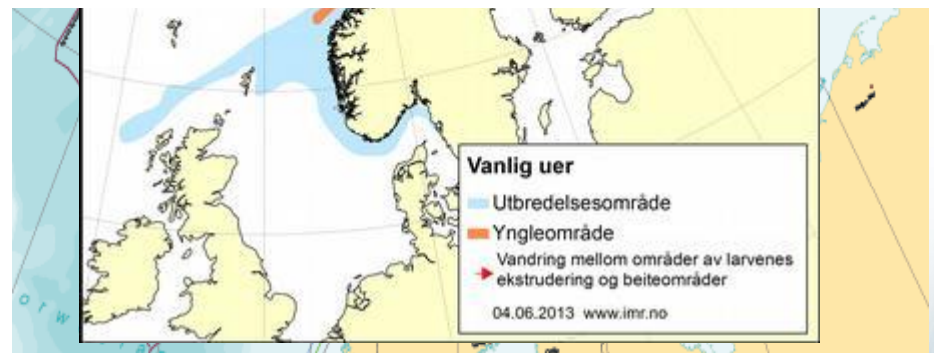 Vanlig uer
Utbredelsesområde
Yngleområde
Vandring mellom områder av larvenes
ekstrudering og beiteområder
04.06.2013 www.imr.no